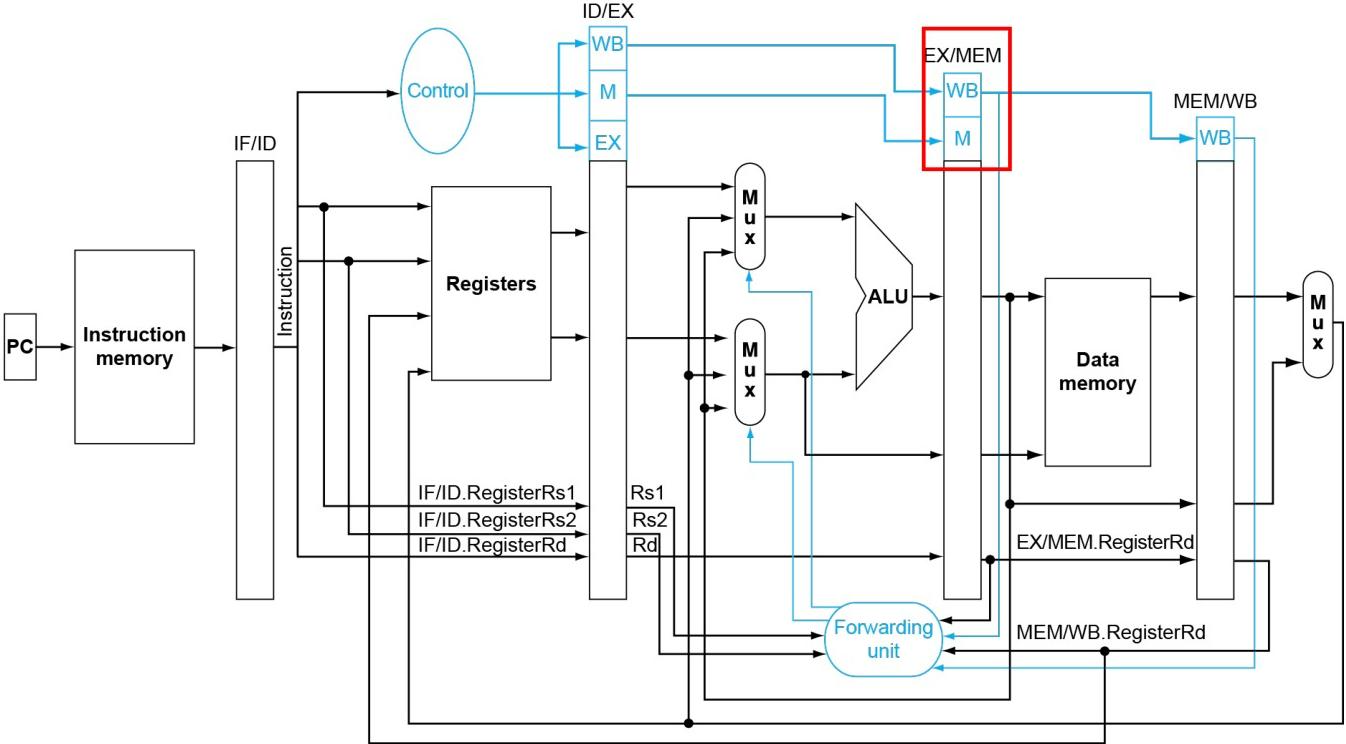 ID/EX
WB
M
EX
Control
EX/MEM
WB
M
MEM/WB
WB
IF/ID
PC
Instruction
memory
Instruction
Registers
M
u
x
M
u
x
ALU
Data
memory
M
u
x
IF/ID.RegisterRs1
IF/ID.RegisterRs2
IF/ID.RegisterRd
Rs1
Rs2
Rd
EX/MEM.RegisterRd
Forwarding
unit
MEM/WB.RegisterRd